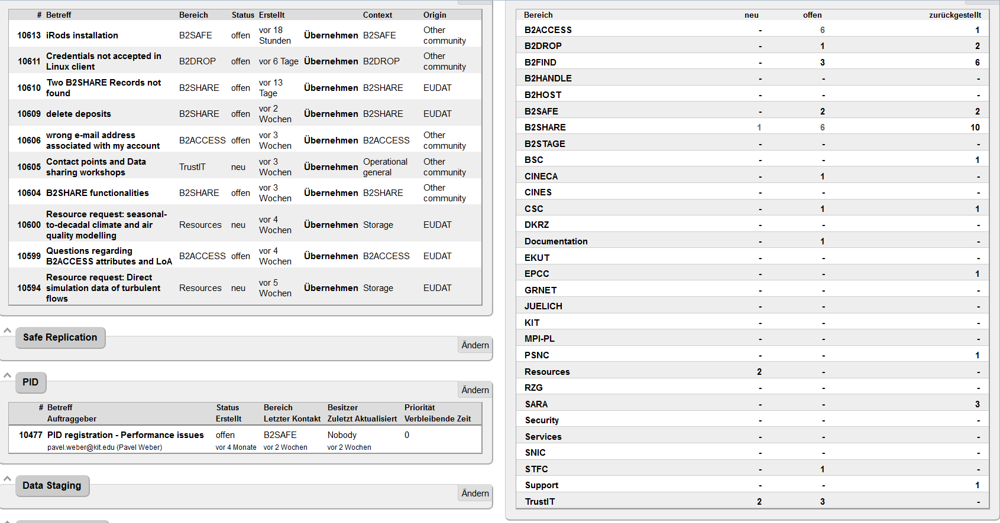 # Betreff Bereich Status Erstellt Context Origin
10613 iRods installation B2SAFE offen vor 18 Stunden Übernehmen B2SAFE Other community
10611 Credentials not accepted in Linux client B2DROP offen vor 6 Tage Übernehmen B2DROP Other community
10610 Two B2SHARE Records not found B2SHARE offen vor 13 Tage Übernehmen B2SHARE EUDAT
10609 delete deposits B2SHARE offen vor 2 Wochen Übernehmen B2SHARE EUDAT
10606 wrong e-mail address associated with my account B2ACCESS offen vor 3 Wochen Übernehmen B2ACCESS Other community
10605 Contact points and Data sharing workshops TrustIT neu vor 3 Wochen Übernehmen Operational general Other community
10604 B2SHARE functionalities B2SHARE offen vor 3 Wochen Übernehmen B2SHARE Other community
10600 Resource request: seasonal-to-decadal climate and air quality modelling Resources neu vor 4 Wochen Übernehmen Storage EUDAT
10599 Questions regarding B2ACCESS attributes and LoA B2ACCESS offen vor 4 Wochen Übernehmen B2ACCESS EUDAT
10594 Resource request: Direct simulation data of turbulent flows Resources neu vor 5 Wochen Übernehmen Storage EUDAT
Safe Replication
Ändern
PID
Ändern
# Betreff Status Bereich Besitzer Priorität
Auftraggeber Erstellt Letzter Kontakt Zuletzt Aktualisiert Verbleibende Zeit
10477 PID registration - Performance issues offen B2SAFE Nobody 0
pavel.weber@kit.edu (Pavel Weber) vor 4 Monate vor 2 Wochen vor 2 Wochen
Data Staging
Ändern
Bereich neu offen zurückgestellt
B2ACCESS - 6 1
B2DROP - 1 2
B2FIND - 3 6
B2HANDLE - - -
B2HOST - - -
B2SAFE - 2 2
B2SHARE 1 6 10
B2STAGE - - -
BSC - - 1
CINECA - 1 -
CINES - - -
CSC - 1 1
DKRZ - - -
Documentation - 1 -
EKUT - - -
EPCC - - 1
GRNET - - -
JUELICH - - -
KIT - - -
MPI-PL - - -
PSNC - - 1
Resources 2 - -
RZG - - -
SARA - - 3
Security - - -
Services - - -
SNIC - - -
STFC - 1 -
Support - - 1
TrustIT 2 3 -